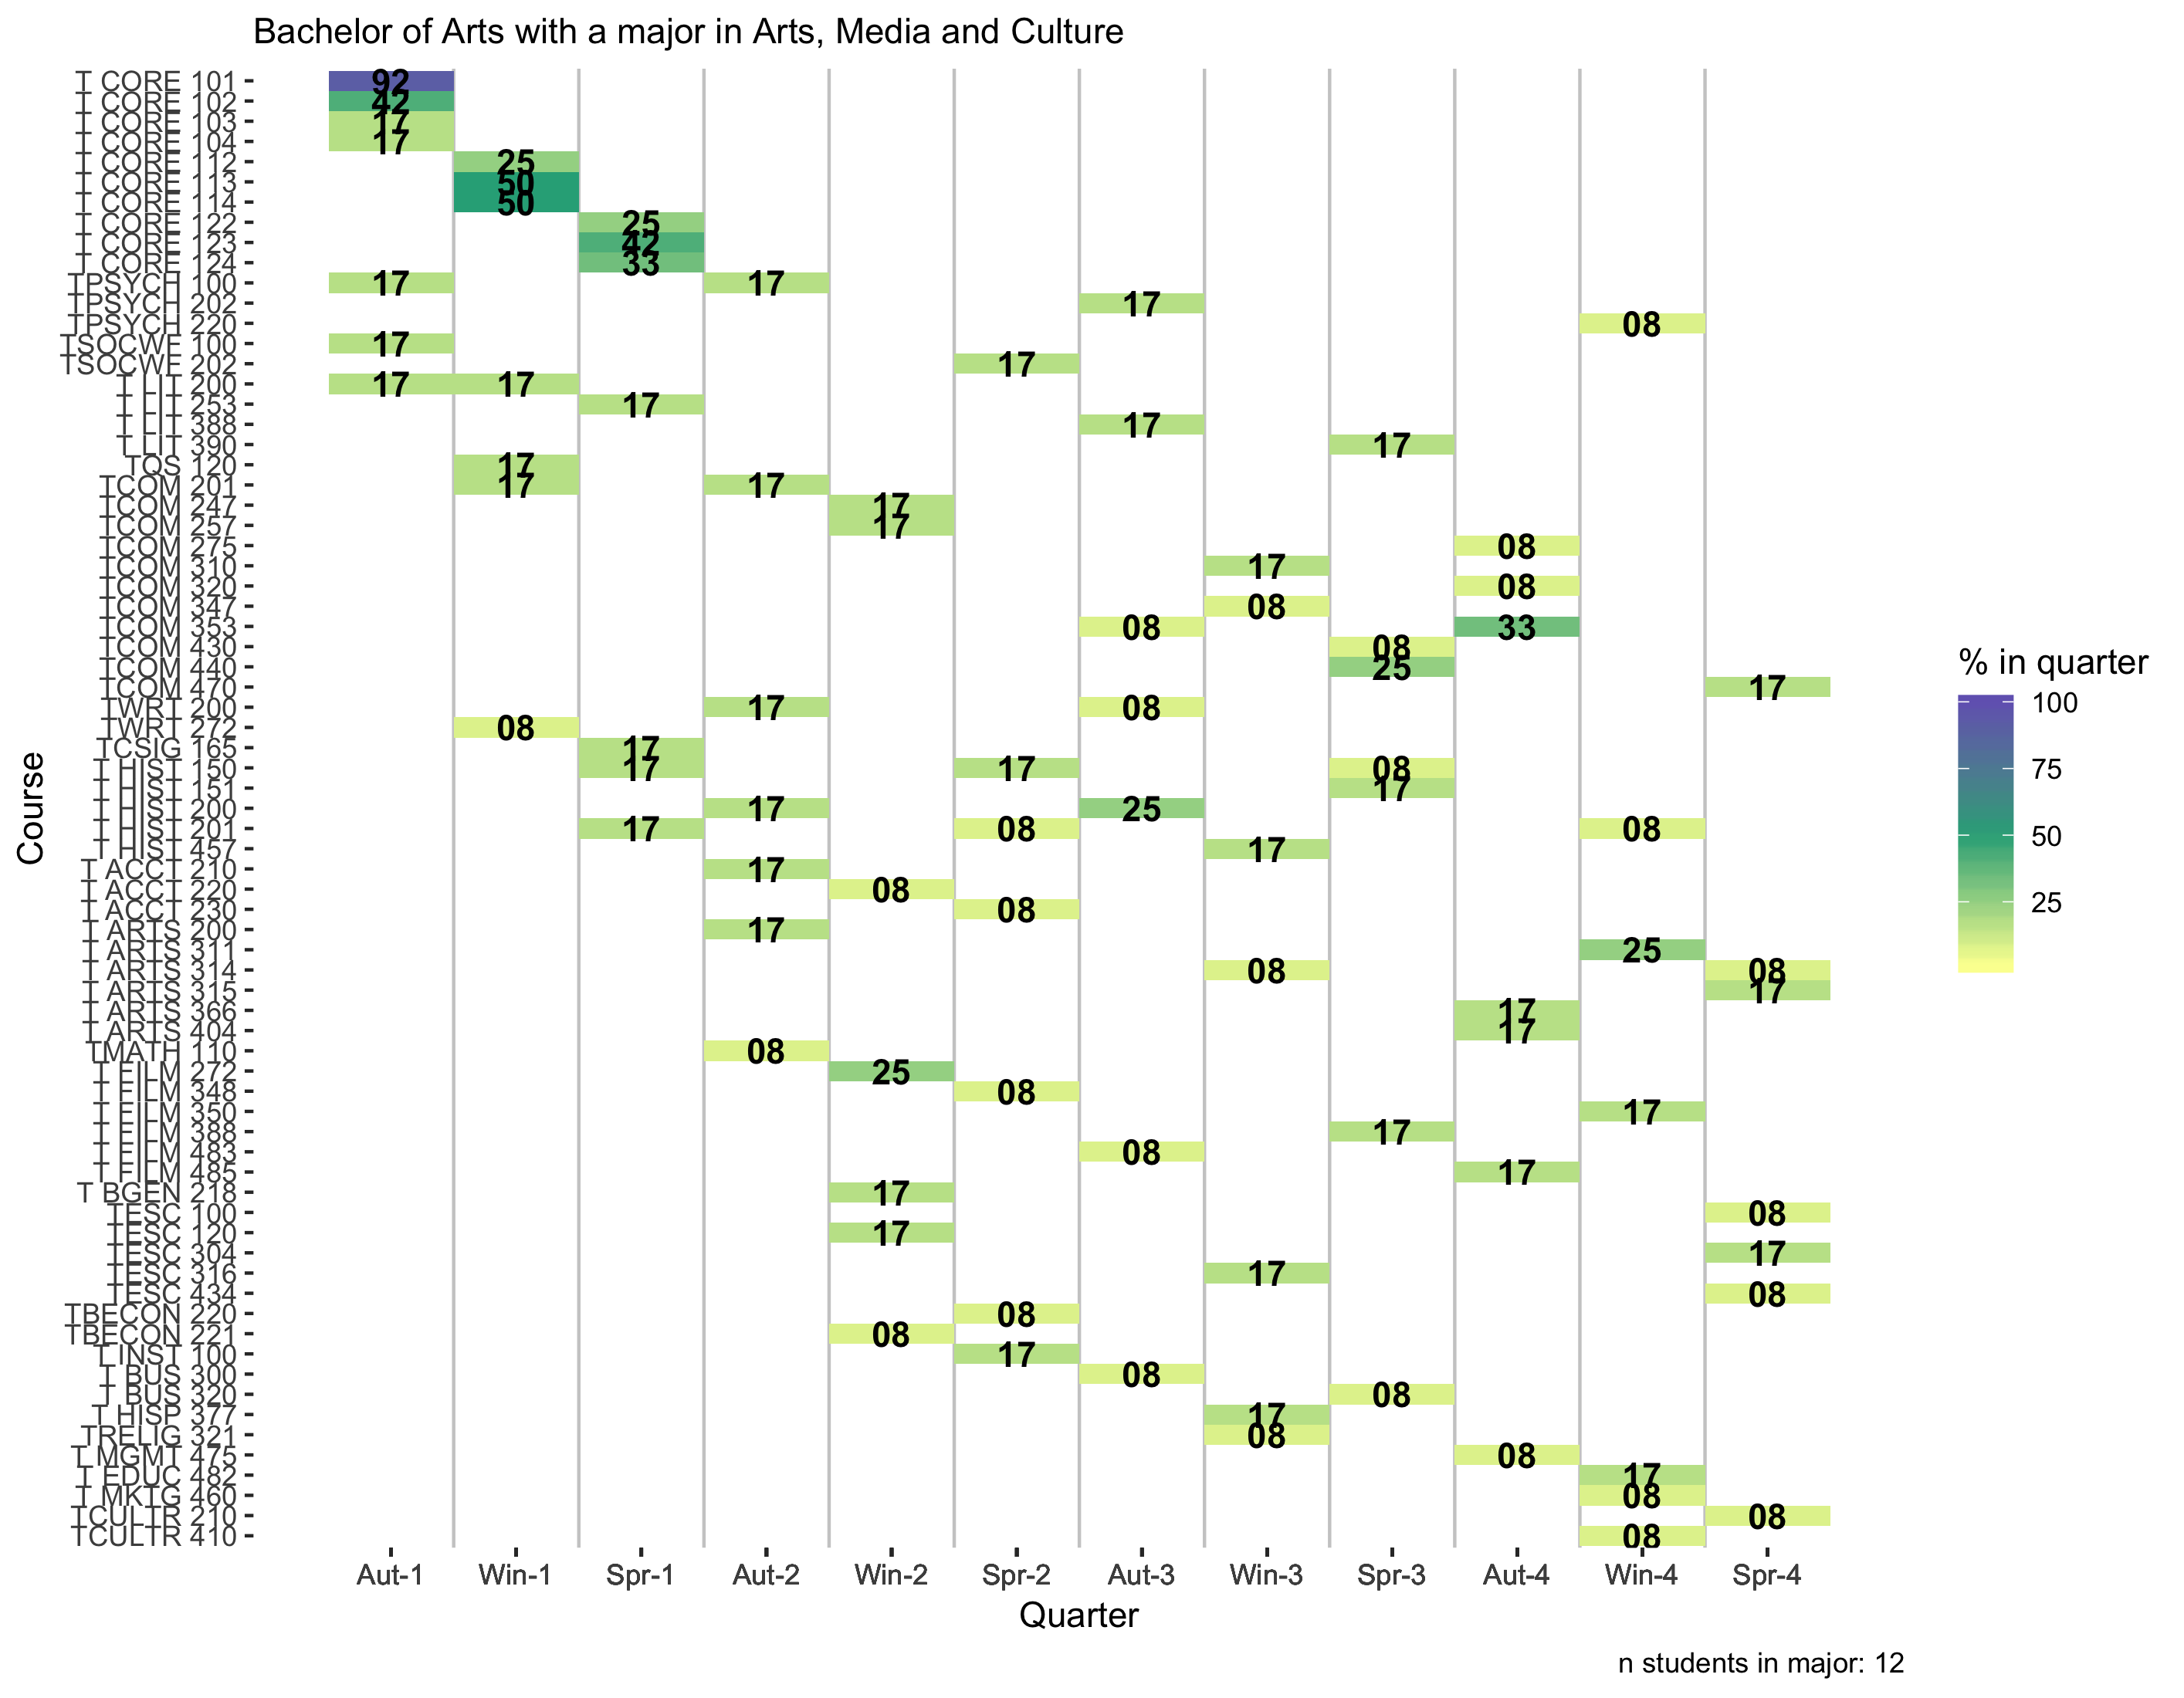 Bachelor of Arts with a major in Arts, Media and Culture
T CORE 101 92
T CORE 102 42
T CORE 103 17
T CORE 104 17
T CORE 112 25
T CORE 113 50
T CORE 114 50
T CORE 122 25
T CORE 123 42
T CORE 124 33
TPSYCH 100 17 17
TPSYCH 202 17
TPSYCH 220 08
TSOCWF 100 17
TSOCWF 202 17
T LIT 200 17 17
T LIT 253 17
T LIT 388 17
T LIT 390 17
TQS 120 17
TCOM 201 17 17
TCOM 247 17
TCOM 257 17
TCOM 275 08
TCOM 310 17
TCOM 320 08
TCOM 347 08
TCOM 353 08 33
TCOM 430 08
TCOM 440 25
TCOM 470 17
TWRT 200 17 08
TWRT 272 08
TCSIG 165 17
T HIST 150 17 17 08
T HIST 151 17
T HIST 200 17 25
T HIST 201 17 08 08
T HIST 457 17
T ACCT 210 17
T ACCT 220 08
T ACCT 230 08
T ARTS 200 17
T ARTS 311 25
T ARTS 314 08 08
T ARTS 315 17
T ARTS 366 17
T ARTS 404 17
TMATH 110 08
T FILM 272 25
T FILM 348 08
T FILM 350 17
T FILM 388 17
T FILM 483 08
T FILM 485 17
T BGEN 218 17
TESC 100 08
TESC 120 17
TESC 304 17
TESC 316 17
TESC 434 08
TBECON 220 08
TBECON 221 08
T INST 100 17
T BUS 300 08
T BUS 320 08
T HISP 377 17
TRELIG 321 08
T MGMT 475 08
T EDUC 482 17
T MKTG 460 08
TCULTR 210 08
TCULTR 410 08
Course
Aut-1 Win-1 Spr-1 Aut-2 Win-2 Spr-2 Aut-3 Win-3 Spr-3 Aut-4 Win-4 Spr-4
Quarter
% in quarter
100
75
50
25
n students in major: 12